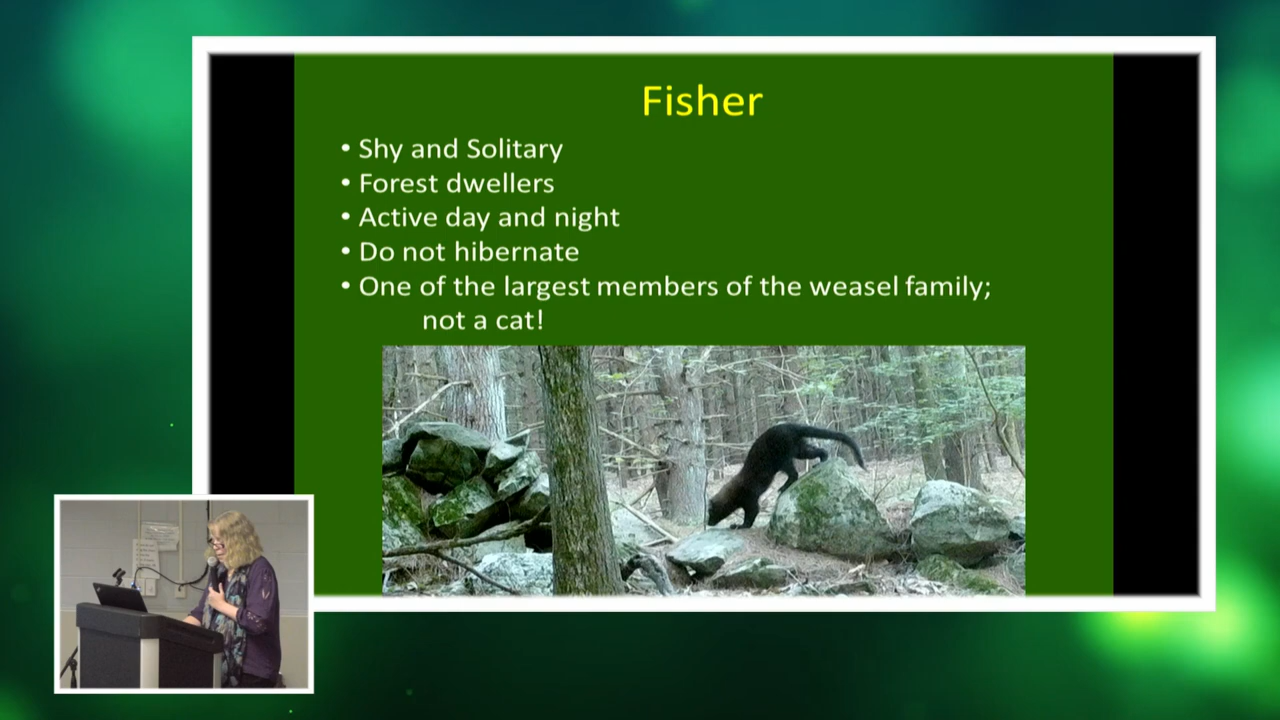 Fisher
• Shy and Solitary
• Forest dwellers
• Active day and night
• Do not hibernate
• One of the largest members of the weasel family;
not a cat!